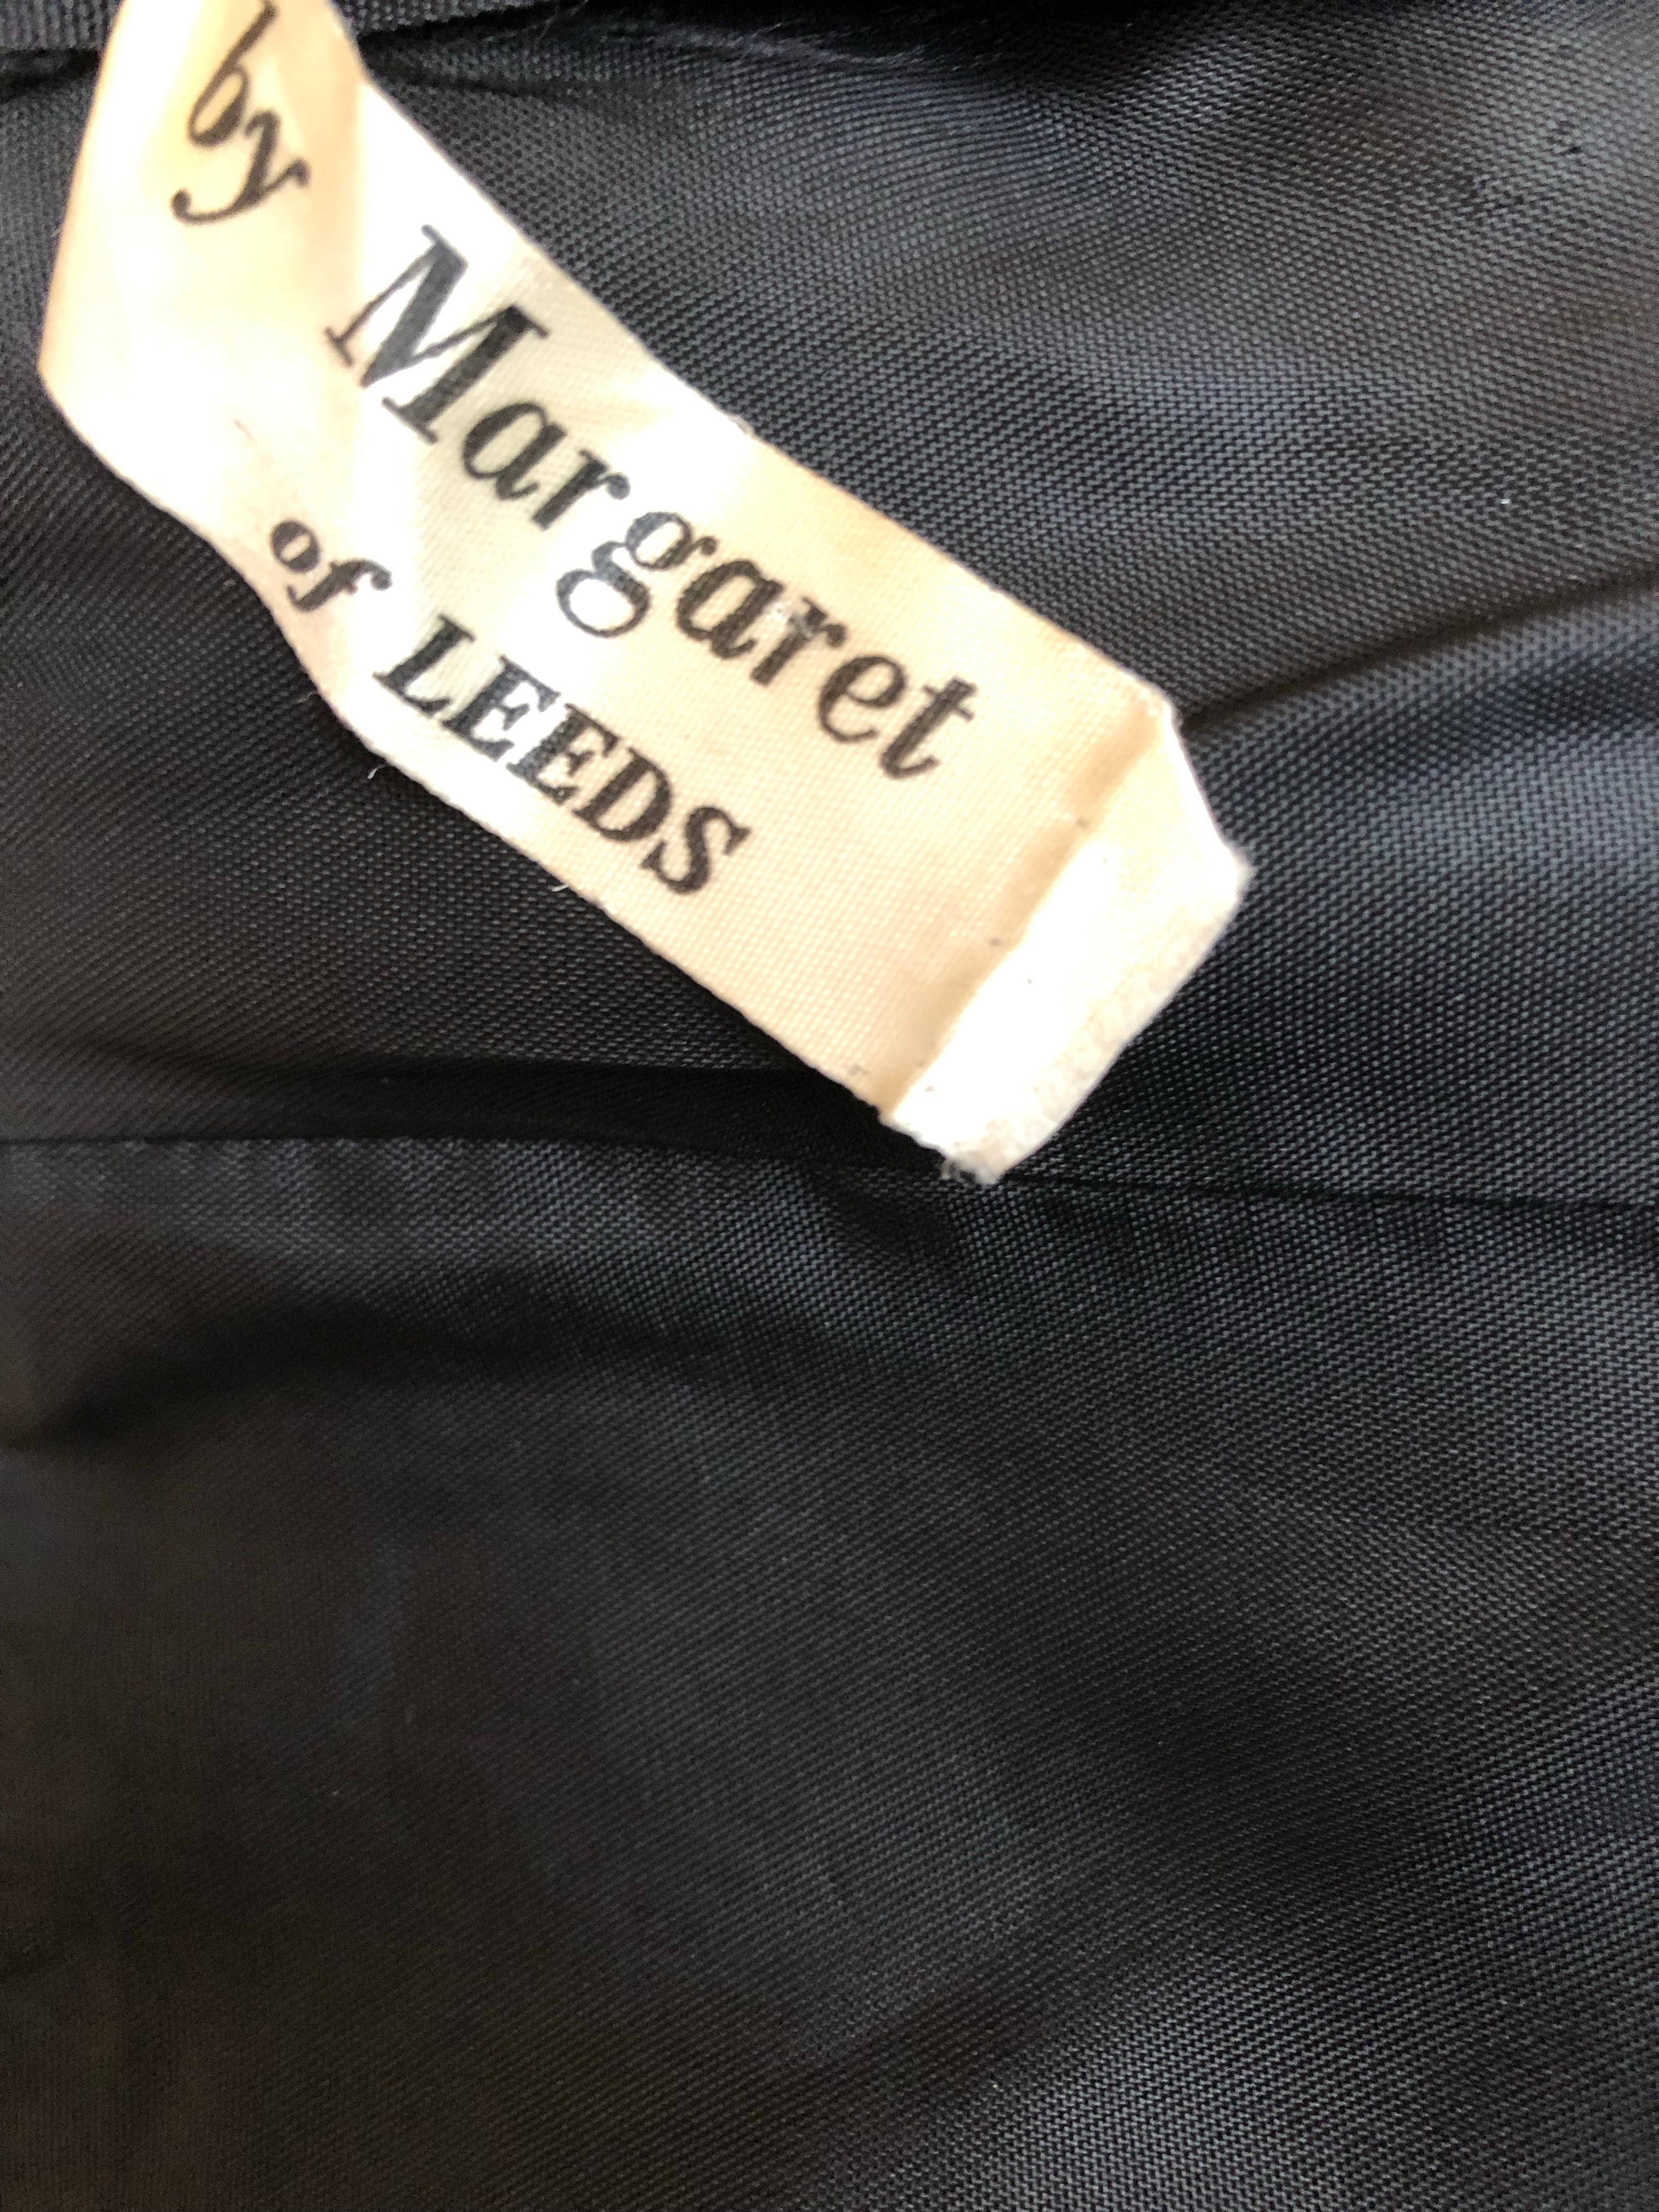 by Margaret
of LEEDS